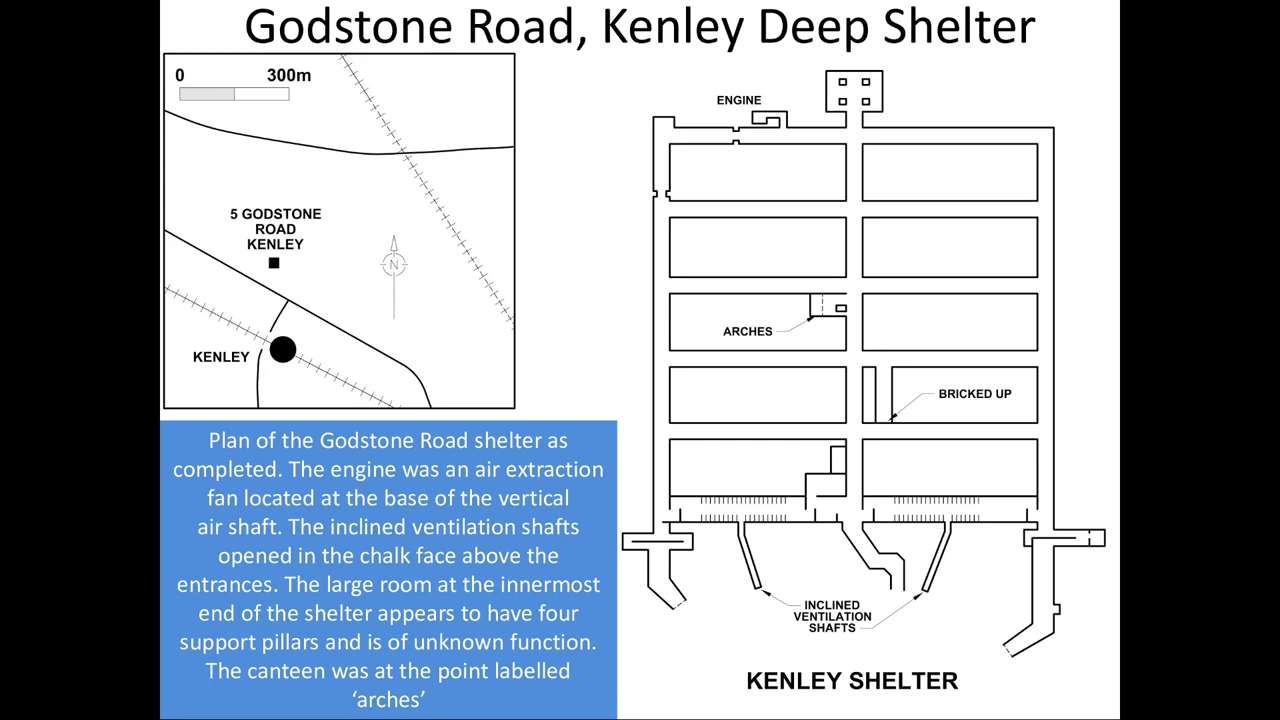 Godstone Road, Kenley Deep Shelter
0 300m
5 GODSTONE
ROAD
KENLEY
N
KENLEY
Plan of the Godstone Road shelter as
completed. The engine was an air extraction
fan located at the base of the vertical
air shaft. The inclined ventilation shafts
opened in the chalk face above the
entrances. The large room at the innermost
end of the shelter appears to have four
support pillars and is of unknown function.
The canteen was at the point labelled
‘arches’
ENGINE
ARCHES
BRICKED UP
INCLINED
VENTILATION
SHAFTS
KENLEY SHELTER